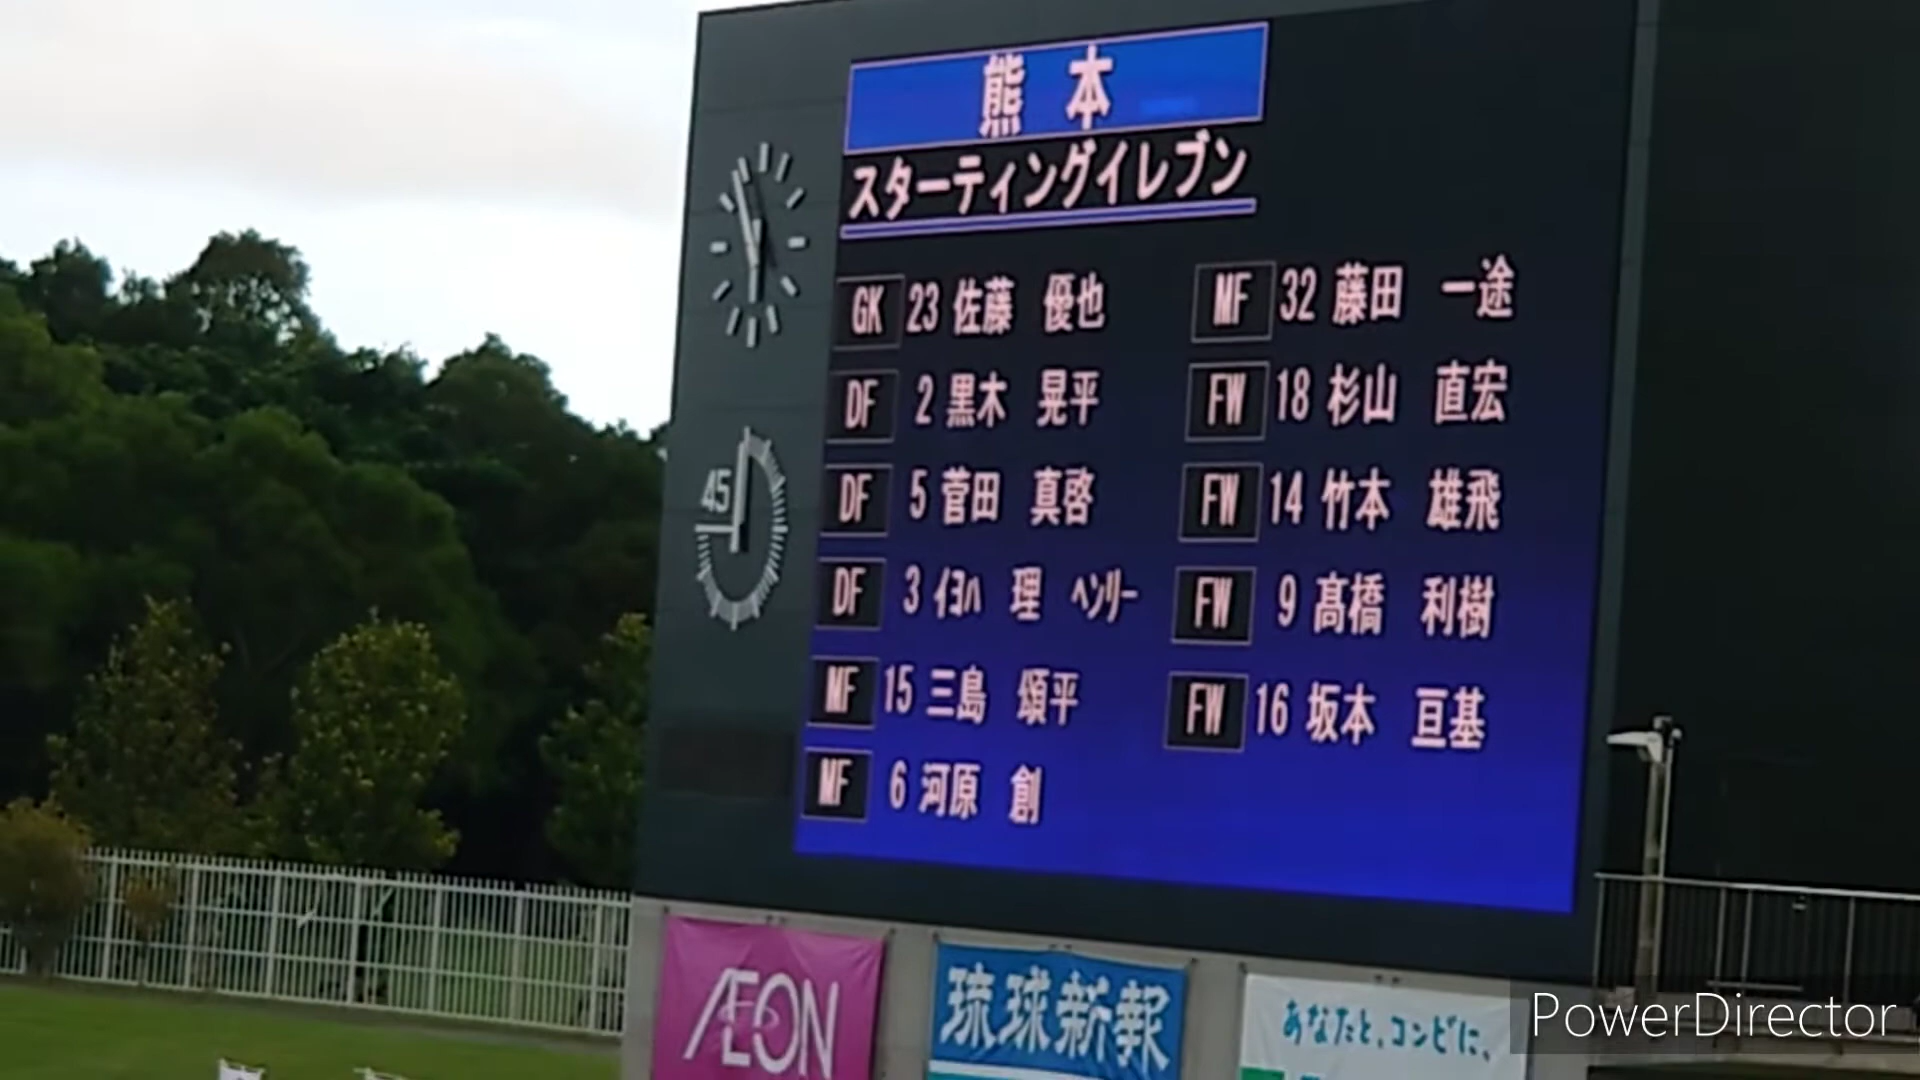 熊本
スターティングイレブン
GK 23 佐藤 優也
DF 2 黒木 晃平
DF 5 菅田 真啓
DF 3 ｲﾖﾊ 理 ﾍﾝﾘｰ
MF 15 三島 頌平
MF 6 河原 創
MF 32 藤田 一途
FW 18 杉山 直宏
FW 14 竹本 雄飛
FW 9 髙橋 利樹
FW 16 坂本 亘基
45
ÆON
琉球新報
あなたと、コンビに、
PowerDirector